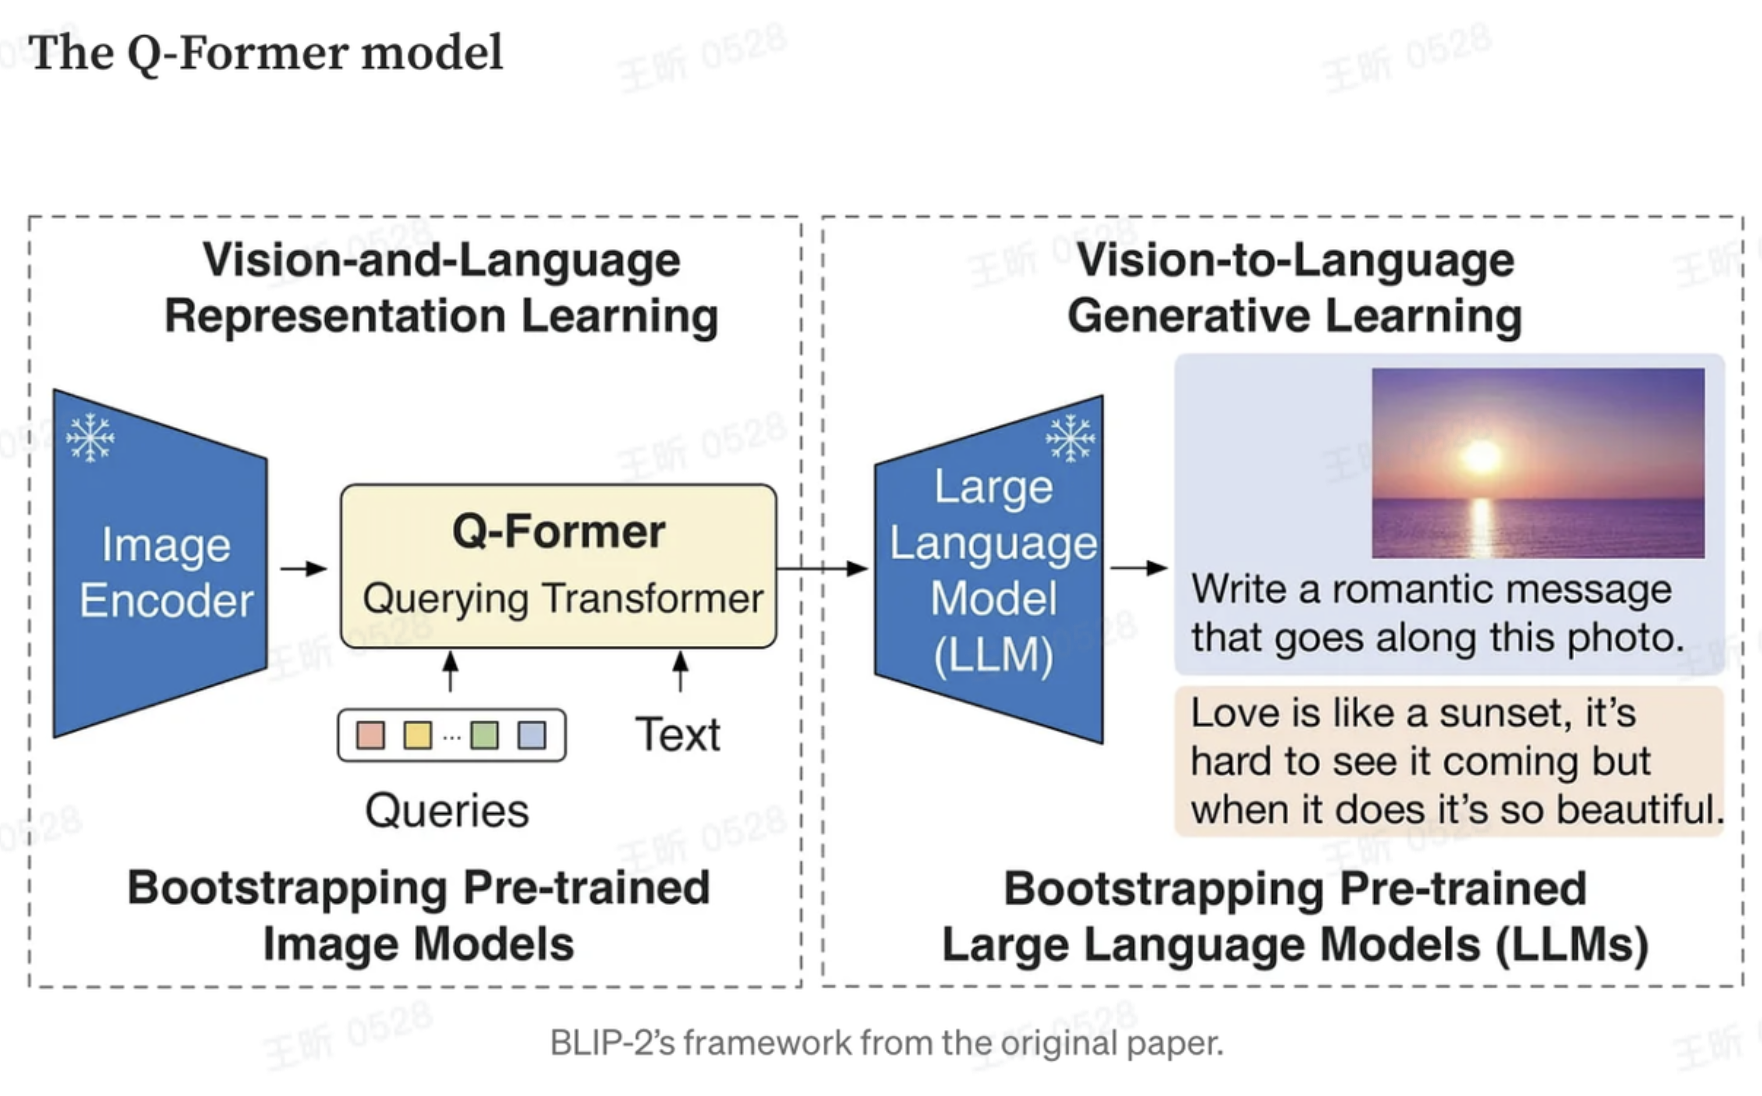 The Q-Former model
Vision-and-Language
Representation Learning
Image
Encoder
Q-Former
Querying Transformer
...
Queries
Text
Bootstrapping Pre-trained
Image Models
Vision-to-Language
Generative Learning
Large
Language
Model
(LLM)
Write a romantic message
that goes along this photo.
Love is like a sunset, it's
hard to see it coming but
when it does it's so beautiful.
Bootstrapping Pre-trained
Large Language Models (LLMs)
BLIP-2's framework from the original paper.
王昕 0528